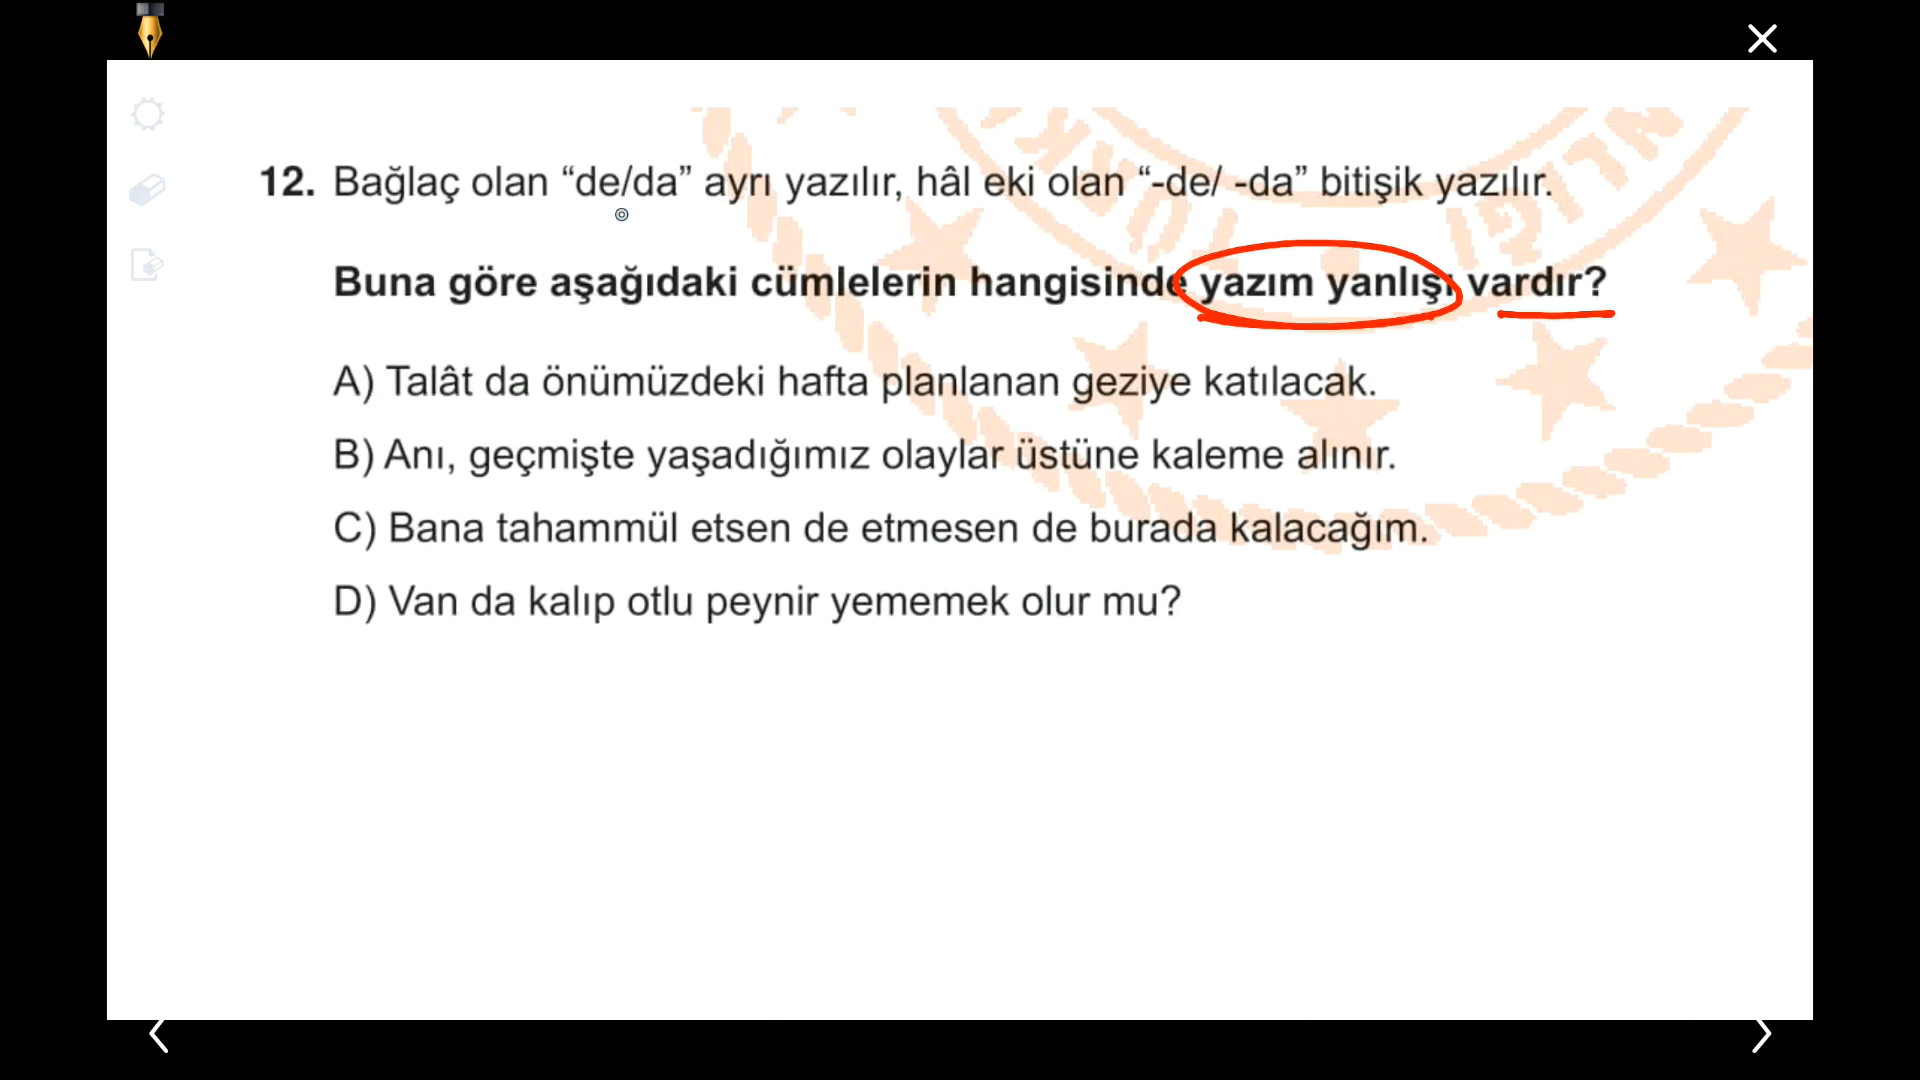 12. Bağlaç olan “de/da” ayrı yazılır, hâl eki olan “-de/ -da” bitişik yazılır.
Buna göre aşağıdaki cümlelerin hangisinde yazım yanlışı vardır?
A) Talât da önümüzdeki hafta planlanan geziye katılacak.
B) Anı, geçmişte yaşadığımız olaylar üstüne kaleme alınır.
C) Bana tahammül etsen de etmesen de burada kalacağım.
D) Van da kalıp otlu peynir yememek olur mu?